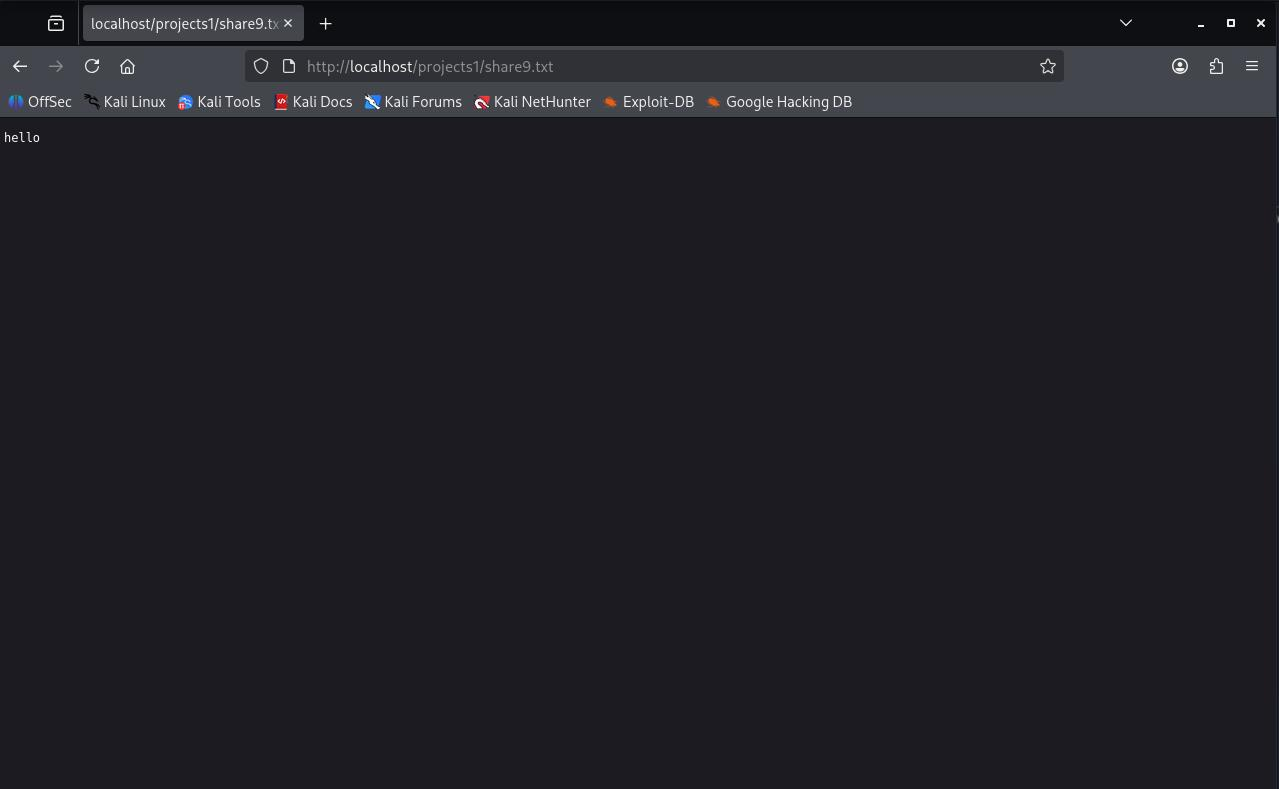 localhost/projects1/share9.tx
http://localhost/projects1/share9.txt
OffSec Kali Linux Kali Tools Kali Docs Kali Forums Kali NetHunter Exploit-DB Google Hacking DB
hello